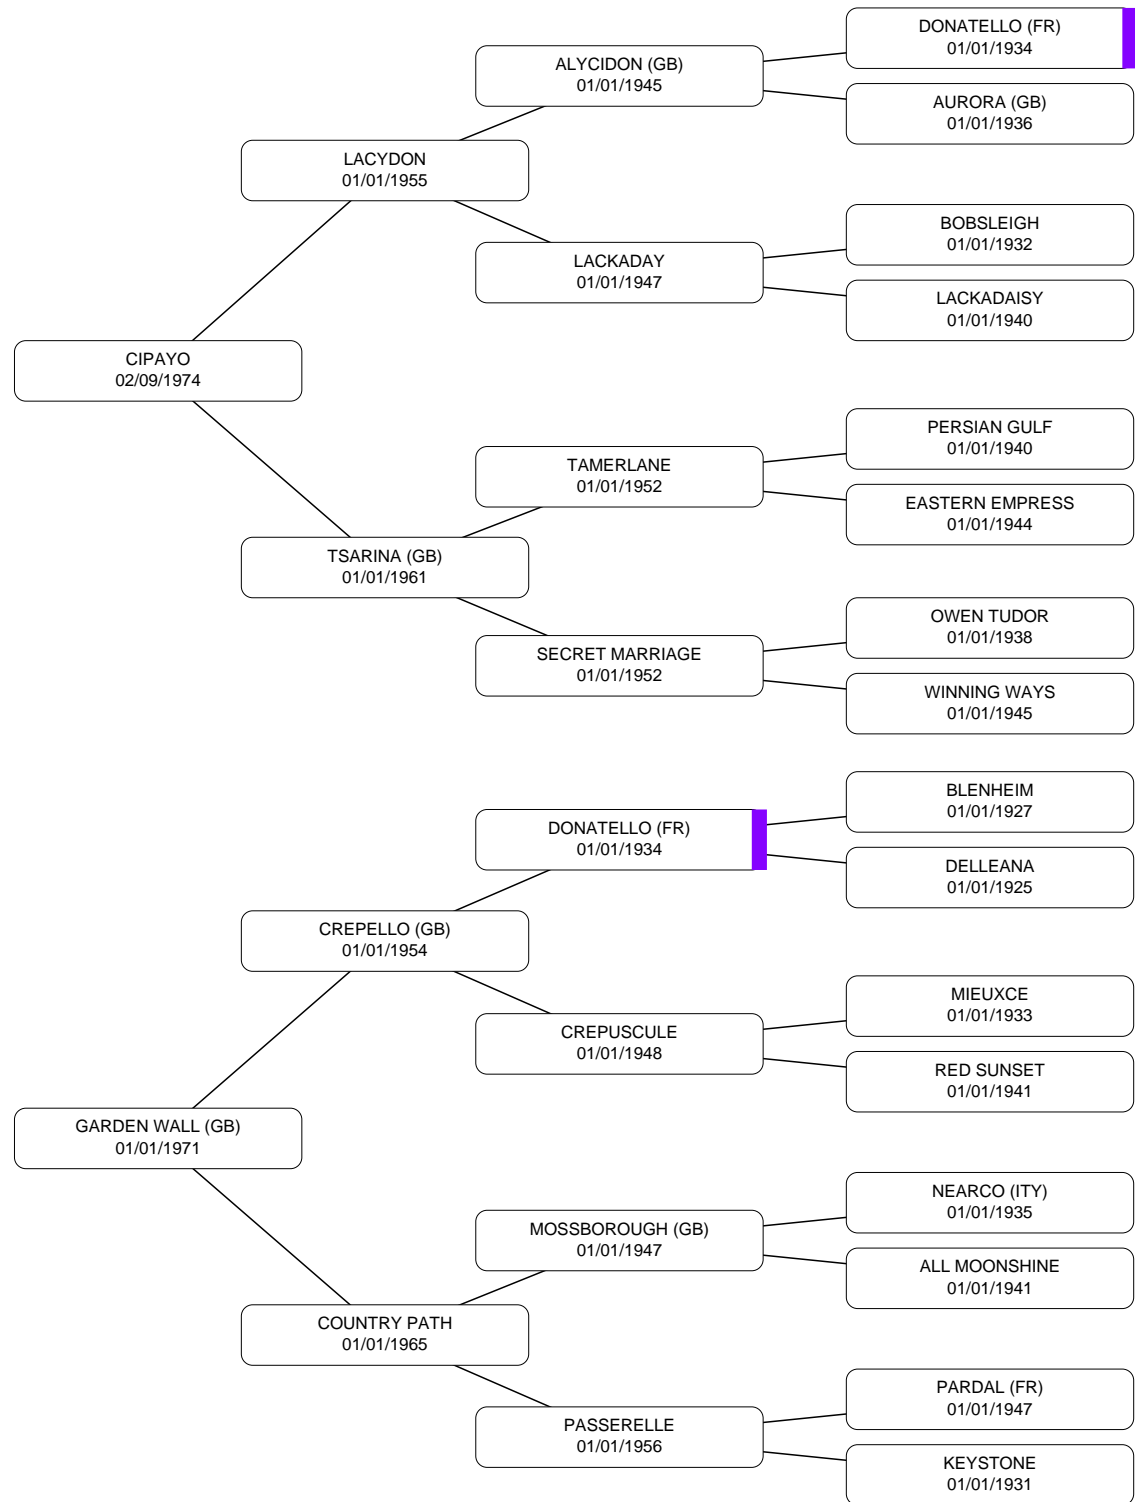 DONATELLO (FR)
01/01/1934
ALYCIDON (GB)
01/01/1945
AURORA (GB)
01/01/1936
LACYDON
01/01/1955
BOBSLEIGH
01/01/1932
LACKADAY
01/01/1947
LACKADAISY
01/01/1940
CIPAYO
02/09/1974
PERSIAN GULF
01/01/1940
TAMERLANE
01/01/1952
EASTERN EMPRESS
01/01/1944
TSARINA (GB)
01/01/1961
OWEN TUDOR
01/01/1938
SECRET MARRIAGE
01/01/1952
WINNING WAYS
01/01/1945
BLENHEIM
01/01/1927
DONATELLO (FR)
01/01/1934
DELLEANA
01/01/1925
CREPELLO (GB)
01/01/1954
MIEUXCE
01/01/1933
CREPUSCULE
01/01/1948
RED SUNSET
01/01/1941
GARDEN WALL (GB)
01/01/1971
NEARCO (ITY)
01/01/1935
MOSSBOROUGH (GB)
01/01/1947
ALL MOONSHINE
01/01/1941
COUNTRY PATH
01/01/1965
PARDAL (FR)
01/01/1947
PASSERELLE
01/01/1956
KEYSTONE
01/01/1931